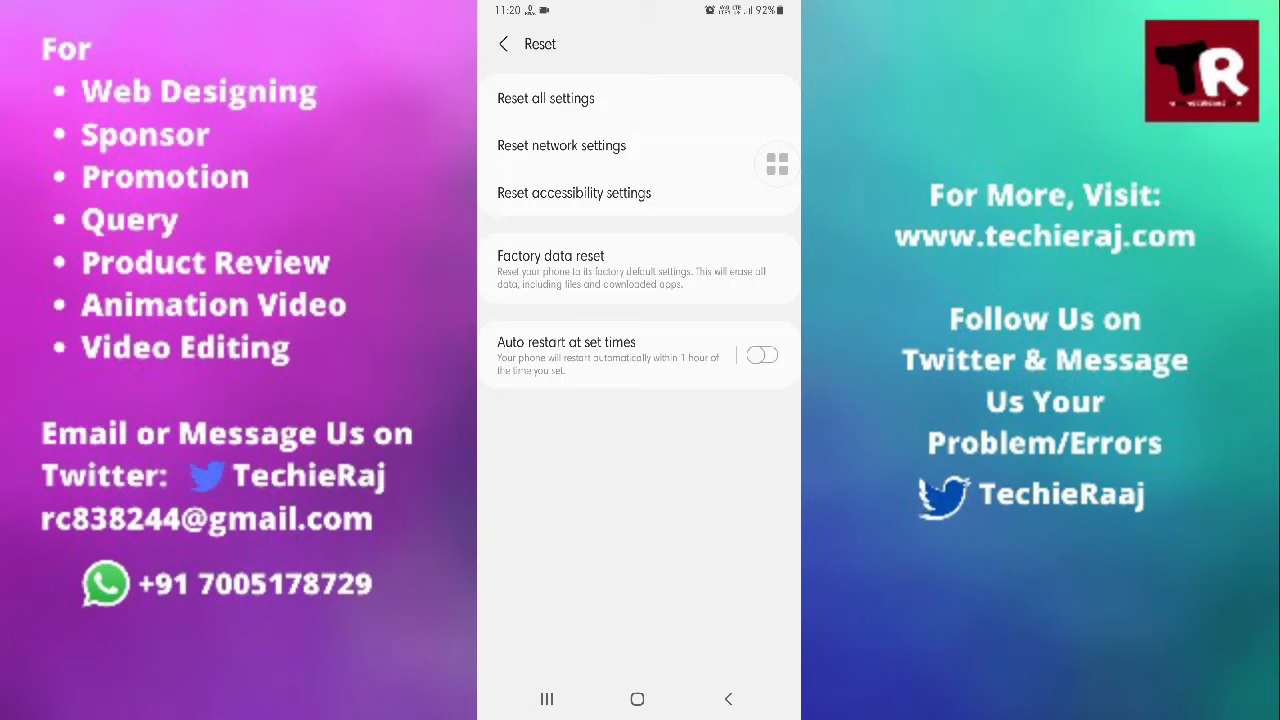 For
• Web Designing
• Sponsor
• Promotion
• Query
• Product Review
• Animation Video
• Video Editing
Email or Message Us on
Twitter: TechieRaj
rc838244@gmail.com
+91 7005178729
11:20
92%
Reset
Reset all settings
Reset network settings
Reset accessibility settings
Factory data reset
Reset your phone to its factory default settings. This will erase all
data, including files and downloaded apps.
Auto restart at set times
Your phone will restart automatically within 1 hour of
the time you set.
TR
For More, Visit:
www.techieraj.com
Follow Us on
Twitter & Message
Us Your
Problem/Errors
TechieRaaj